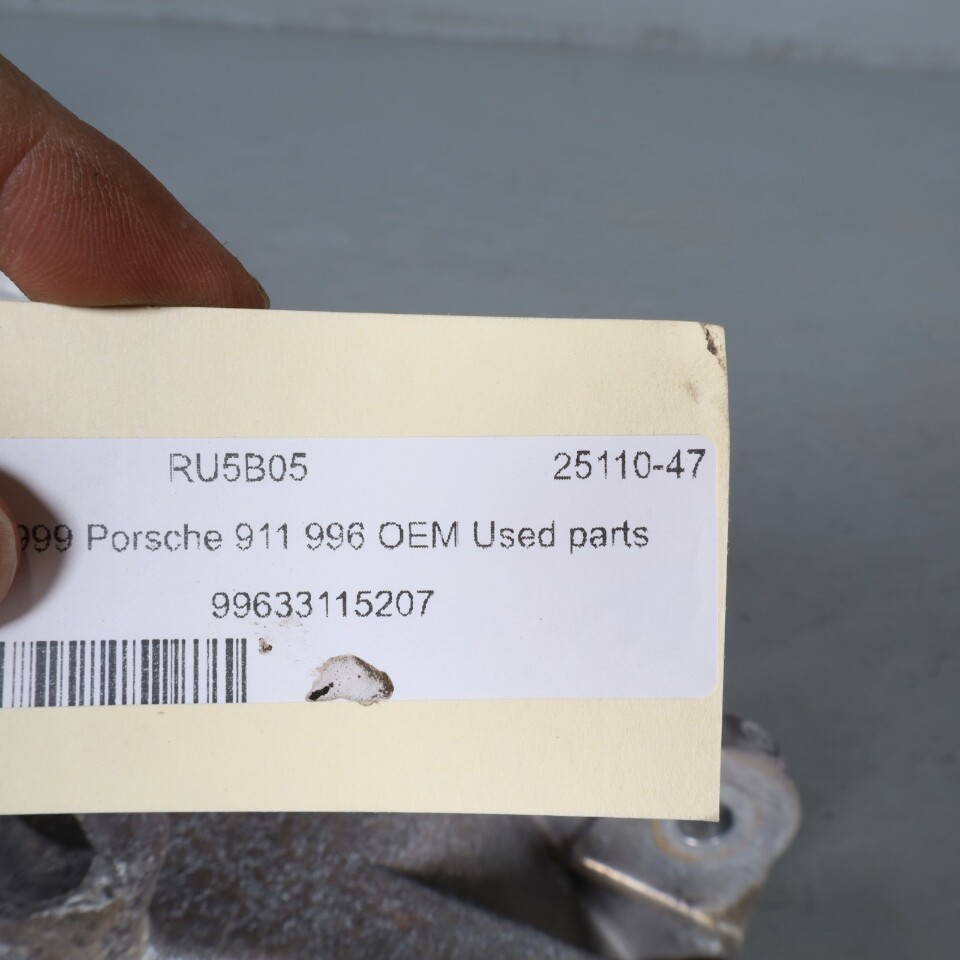 RU5B05 25110-47
999 Porsche 911 996 OEM Used parts
99633115207